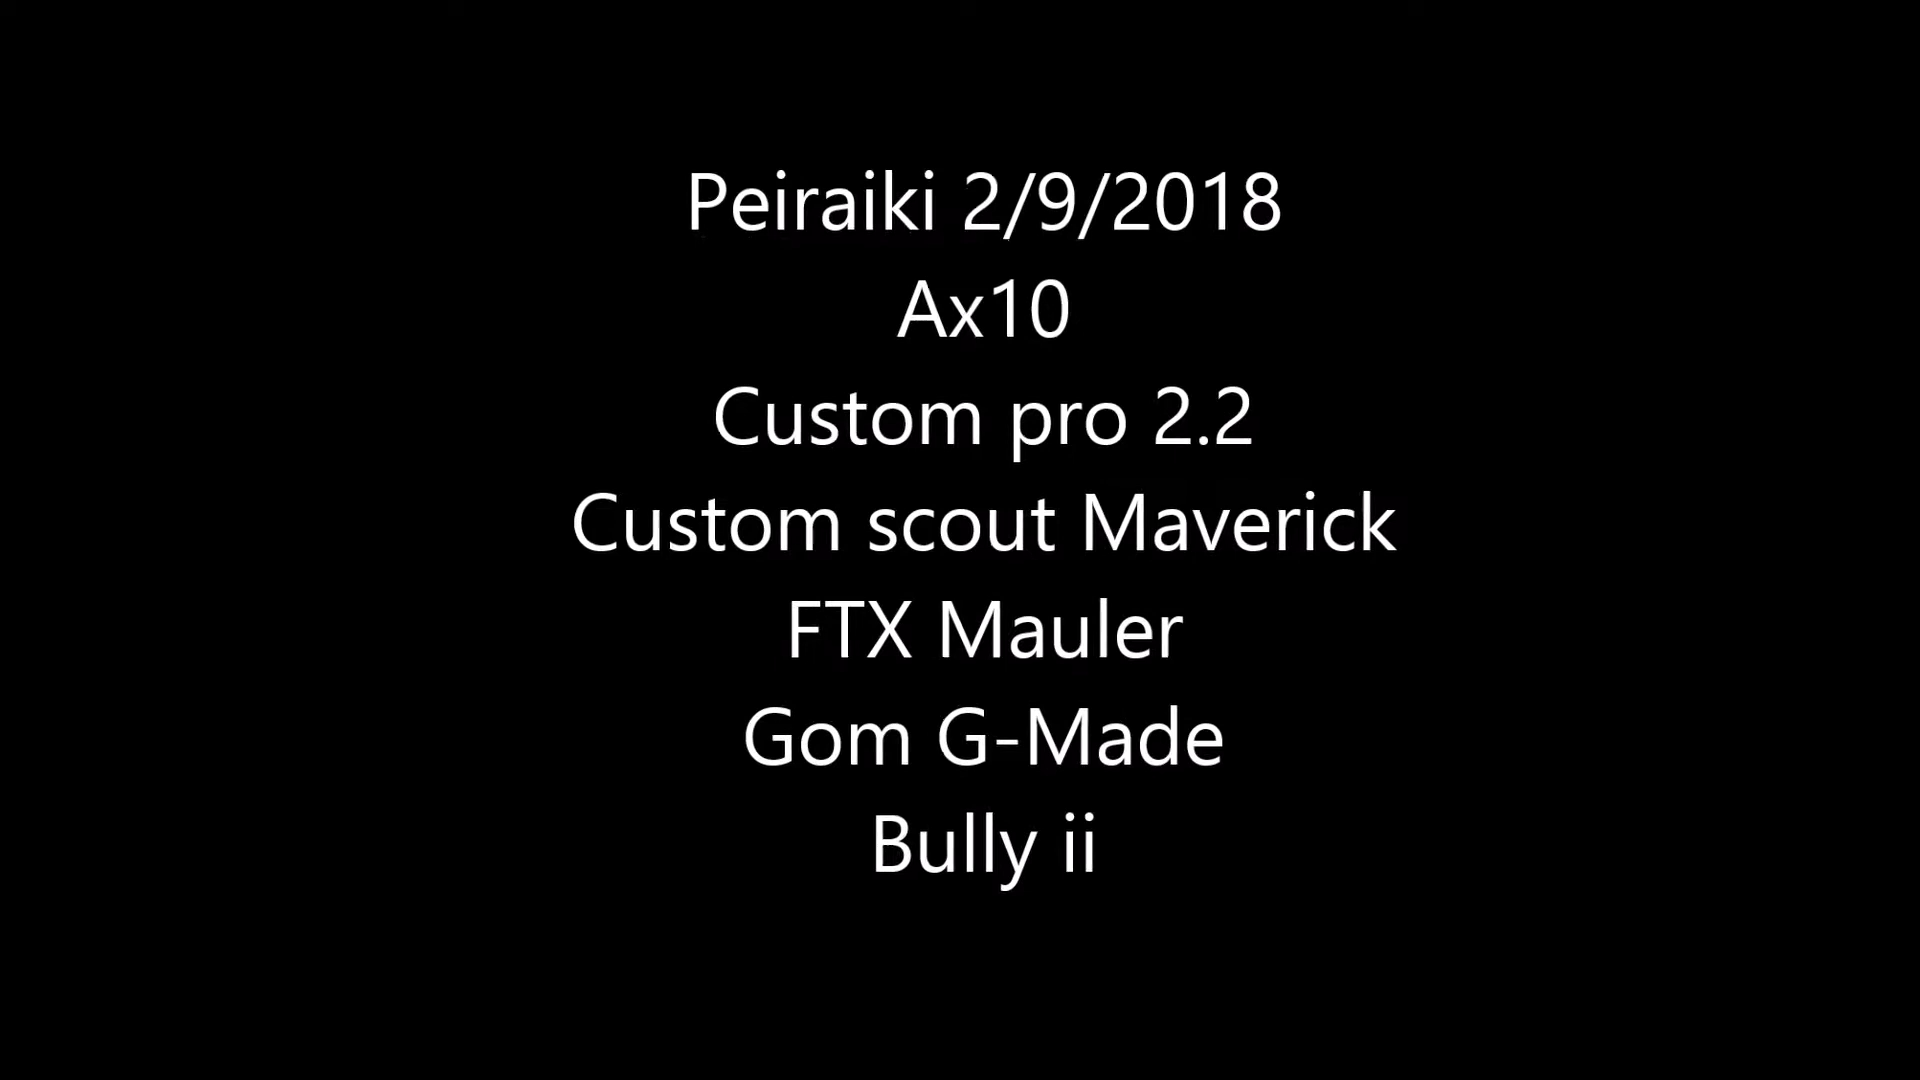 Peiraiki 2/9/2018
Ax10
Custom pro 2.2
Custom scout Maverick
FTX Mauler
Gom G-Made
Bully ii